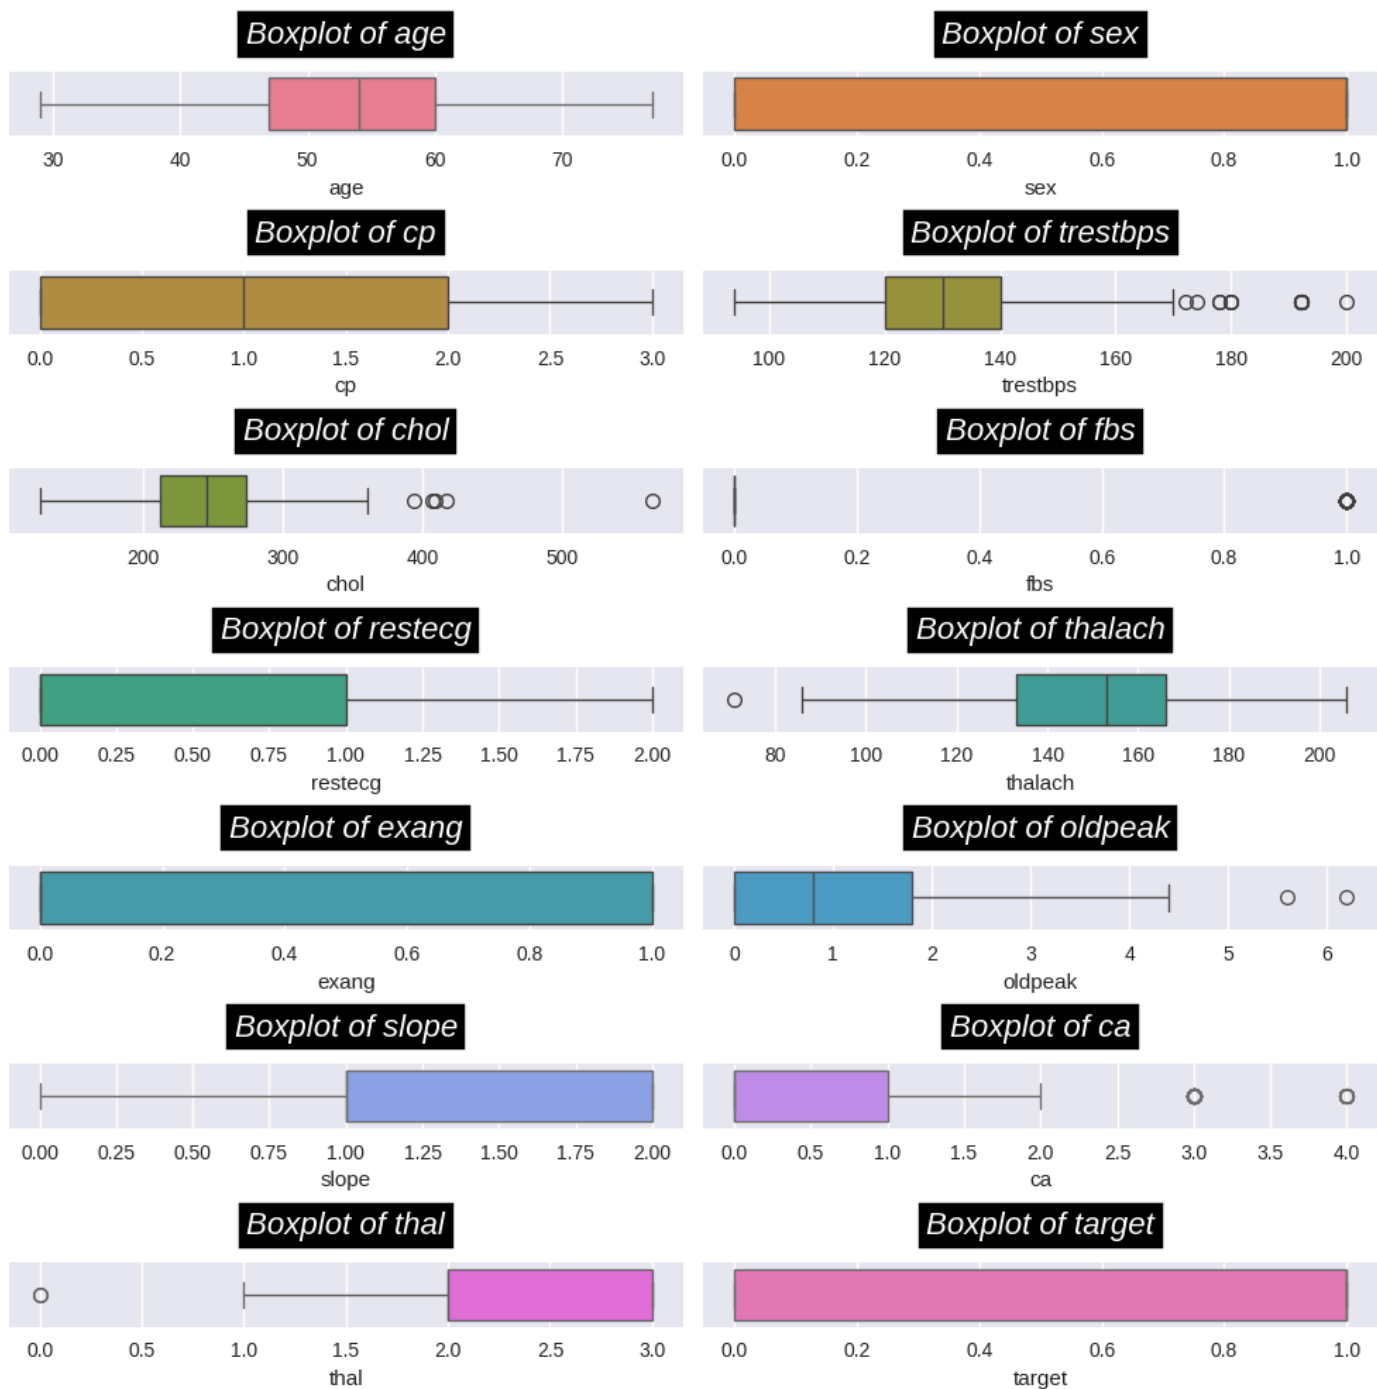 Boxplot of age
30 40 50 60 70
age
Boxplot of sex
0.0 0.2 0.4 0.6 0.8 1.0
sex
Boxplot of cp
0.0 0.5 1.0 1.5 2.0 2.5 3.0
cp
Boxplot of trestbps
100 120 140 160 180 200
trestbps
Boxplot of chol
200 300 400 500
chol
Boxplot of fbs
0.0 0.2 0.4 0.6 0.8 1.0
fbs
Boxplot of restecg
0.00 0.25 0.50 0.75 1.00 1.25 1.50 1.75 2.00
restecg
Boxplot of thalach
80 100 120 140 160 180 200
thalach
Boxplot of exang
0.0 0.2 0.4 0.6 0.8 1.0
exang
Boxplot of oldpeak
0 1 2 3 4 5 6
oldpeak
Boxplot of slope
0.00 0.25 0.50 0.75 1.00 1.25 1.50 1.75 2.00
slope
Boxplot of ca
0.0 0.5 1.0 1.5 2.0 2.5 3.0 3.5 4.0
ca
Boxplot of thal
0.0 0.5 1.0 1.5 2.0 2.5 3.0
thal
Boxplot of target
0.0 0.2 0.4 0.6 0.8 1.0
target